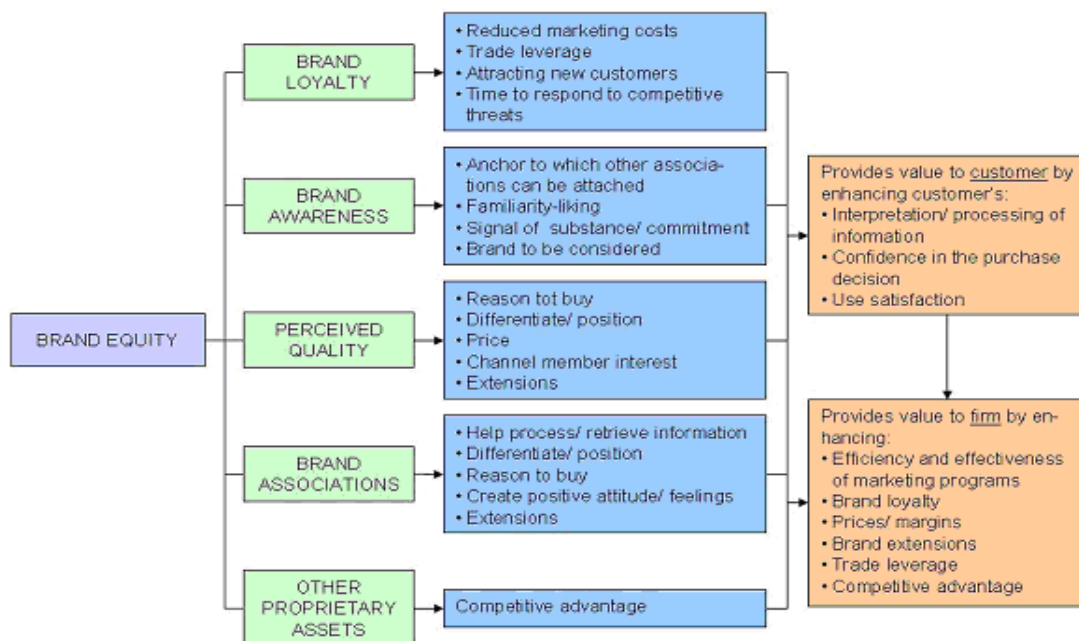 BRAND EQUITY
BRAND
LOYALTY
• Reduced marketing costs
• Trade leverage
• Attracting new customers
• Time to respond to competitive
threats
BRAND
AWARENESS
• Anchor to which other associa-
tions can be attached
• Familiarity-liking
• Signal of substance/ commitment
• Brand to be considered
PERCEIVED
QUALITY
• Reason tot buy
• Differentiate/ position
• Price
• Channel member interest
• Extensions
BRAND
ASSOCIATIONS
• Help process/ retrieve information
• Differentiate/ position
• Reason to buy
• Create positive attitude/ feelings
• Extensions
OTHER
PROPRIETARY
ASSETS
Competitive advantage
Provides value to customer by
enhancing customer's:
• Interpretation/ processing of
information
• Confidence in the purchase
decision
• Use satisfaction
Provides value to firm by en-
hancing:
• Efficiency and effectiveness
of marketing programs
• Brand loyalty
• Prices/ margins
• Brand extensions
• Trade leverage
• Competitive advantage